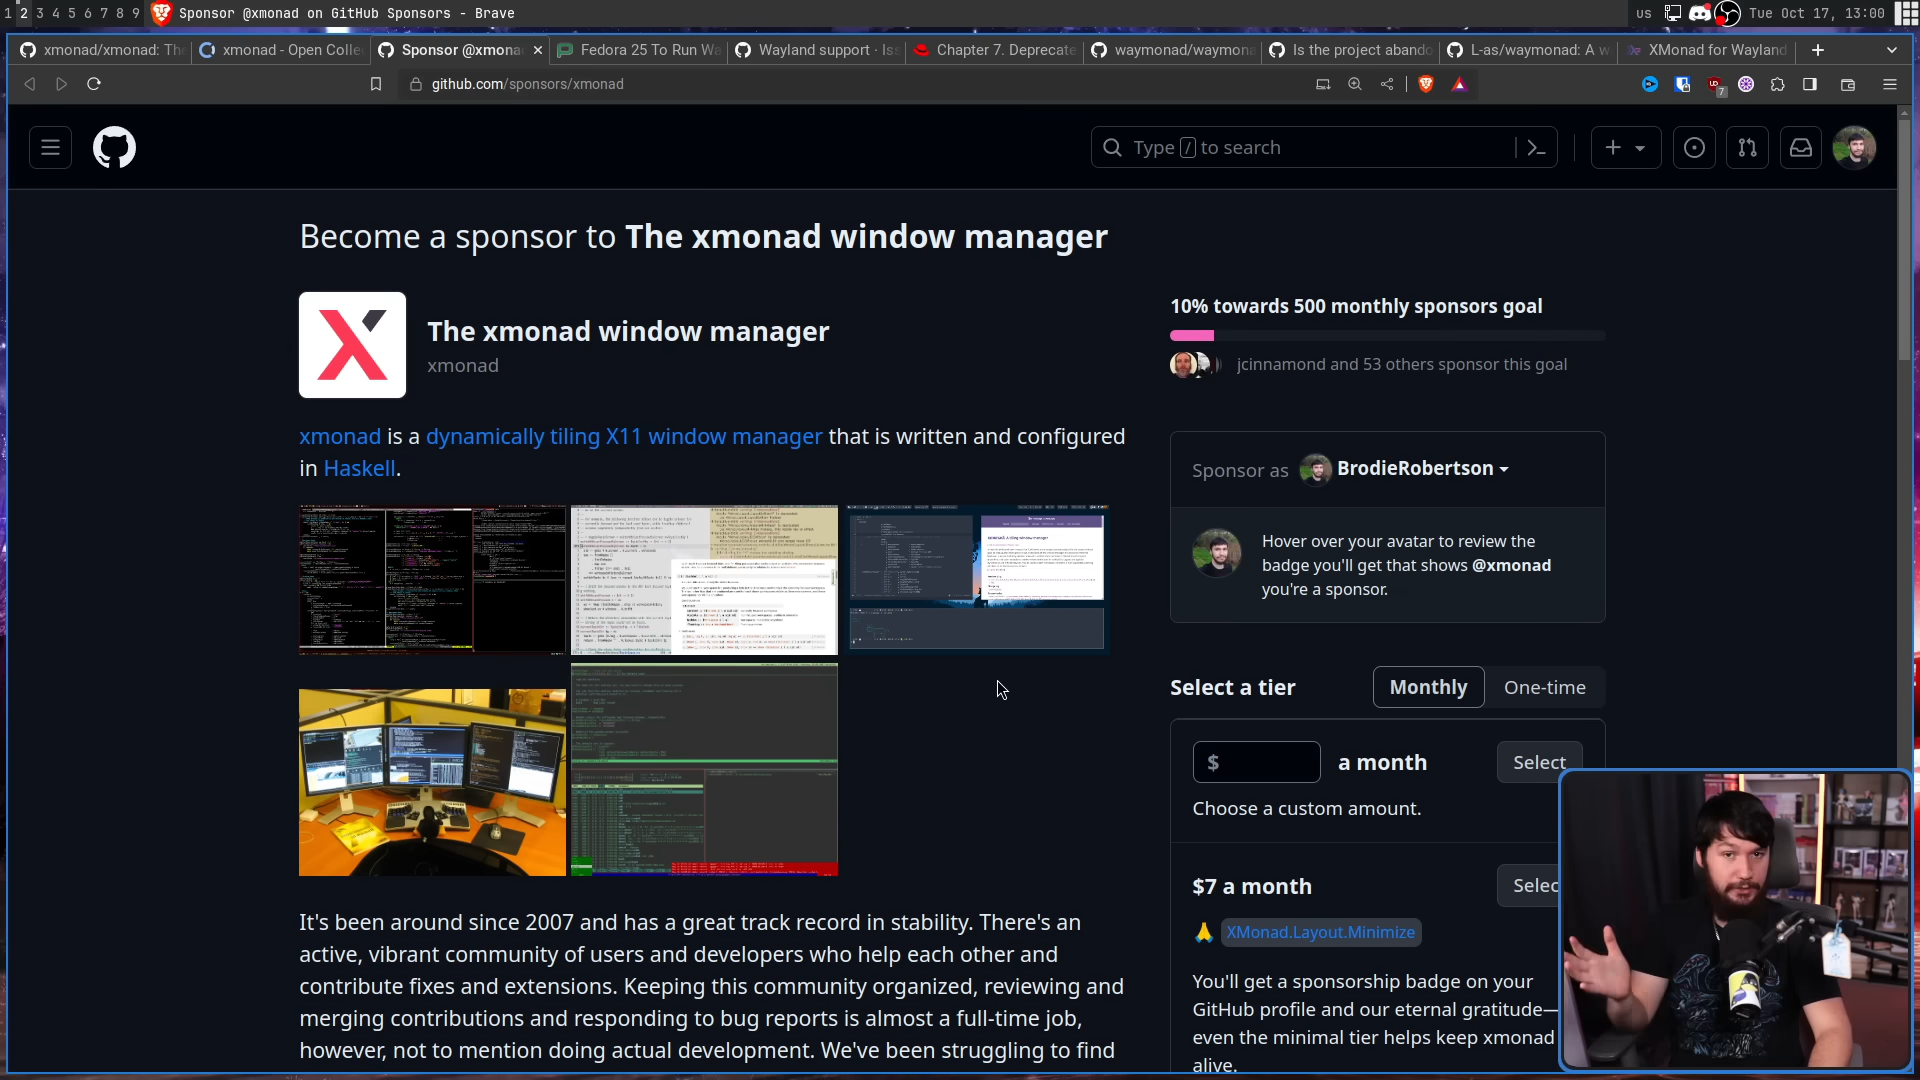 1 2 3 4 5 6 7 8 9 Sponsor @xmonad on GitHub Sponsors - Brave us Tue Oct 17, 13:00
xmonad/xmonad: Th xmonad - Open Colle Sponsor @xmona Fedora 25 To Run Wa Wayland support · Iss Chapter 7. Deprecate waymonad/waymona Is the project abando L-as/waymonad: A w XMonad for Wayland
github.com/sponsors/xmonad
7
Type / to search
Become a sponsor to The xmonad window manager
The xmonad window manager
xmonad
10% towards 500 monthly sponsors goal
jcinnamond and 53 others sponsor this goal
xmonad is a dynamically tiling X11 window manager that is written and configured
in Haskell.
Sponsor as BrodieRobertson
Hover over your avatar to review the
badge you'll get that shows @xmonad
you're a sponsor.
Select a tier Monthly One-time
$ a month Select
Choose a custom amount.
$7 a month Selec
🙏 XMonad.Layout.Minimize
You'll get a sponsorship badge on your
GitHub profile and our eternal gratitude—
even the minimal tier helps keep xmonad
alive.
It's been around since 2007 and has a great track record in stability. There's an
active, vibrant community of users and developers who help each other and
contribute fixes and extensions. Keeping this community organized, reviewing and
merging contributions and responding to bug reports is almost a full-time job,
however, not to mention doing actual development. We've been struggling to find